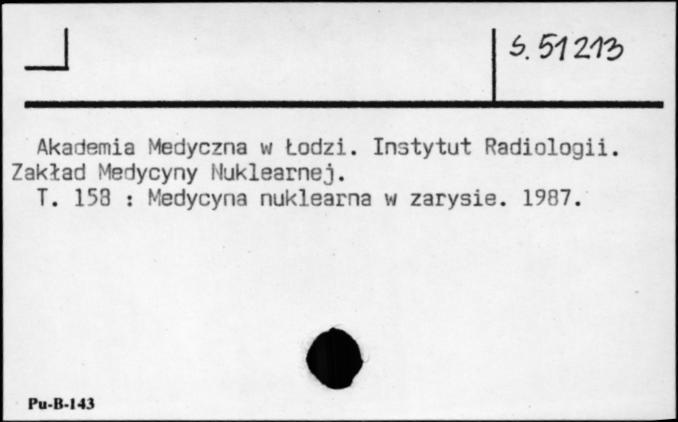 S. 51213
Akademia Medyczna w Łodzi. Instytut Radiologii.
Zakład Medycyny Nuklearnej.
T. 158 : Medycyna nuklearna w zarysie. 1987.
Pu-B-143